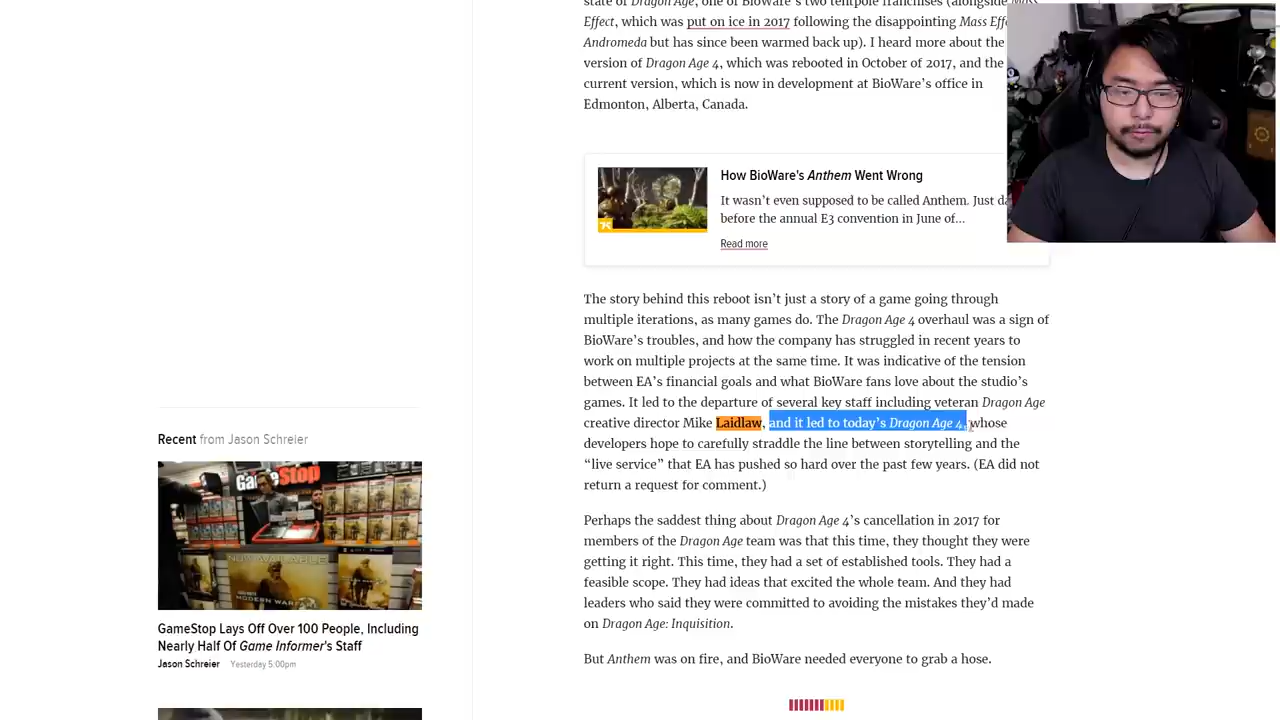 state of Dragon Age, one of BioWare's two tentpole franchises (alongside Mass
Effect, which was put on ice in 2017 following the disappointing Mass Eff
Andromeda but has since been warmed back up). I heard more about the
version of Dragon Age 4, which was rebooted in October of 2017, and the
current version, which is now in development at BioWare's office in
Edmonton, Alberta, Canada.
How BioWare's Anthem Went Wrong
It wasn't even supposed to be called Anthem. Just da
before the annual E3 convention in June of...
Read more
The story behind this reboot isn't just a story of a game going through
multiple iterations, as many games do. The Dragon Age 4 overhaul was a sign of
BioWare's troubles, and how the company has struggled in recent years to
work on multiple projects at the same time. It was indicative of the tension
between EA's financial goals and what BioWare fans love about the studio's
games. It led to the departure of several key staff including veteran Dragon Age
creative director Mike Laidlaw, and it led to today's Dragon Age 4, whose
developers hope to carefully straddle the line between storytelling and the
“live service” that EA has pushed so hard over the past few years. (EA did not
return a request for comment.)
Perhaps the saddest thing about Dragon Age 4's cancellation in 2017 for
members of the Dragon Age team was that this time, they thought they were
getting it right. This time, they had a set of established tools. They had a
feasible scope. They had ideas that excited the whole team. And they had
leaders who said they were committed to avoiding the mistakes they'd made
on Dragon Age: Inquisition.
But Anthem was on fire, and BioWare needed everyone to grab a hose.
Recent from Jason Schreier
GameStop
NOW AVAILABLE
MODERN WARFARE
GameStop Lays Off Over 100 People, Including
Nearly Half Of Game Informer's Staff
Jason Schreier Yesterday 5:00pm